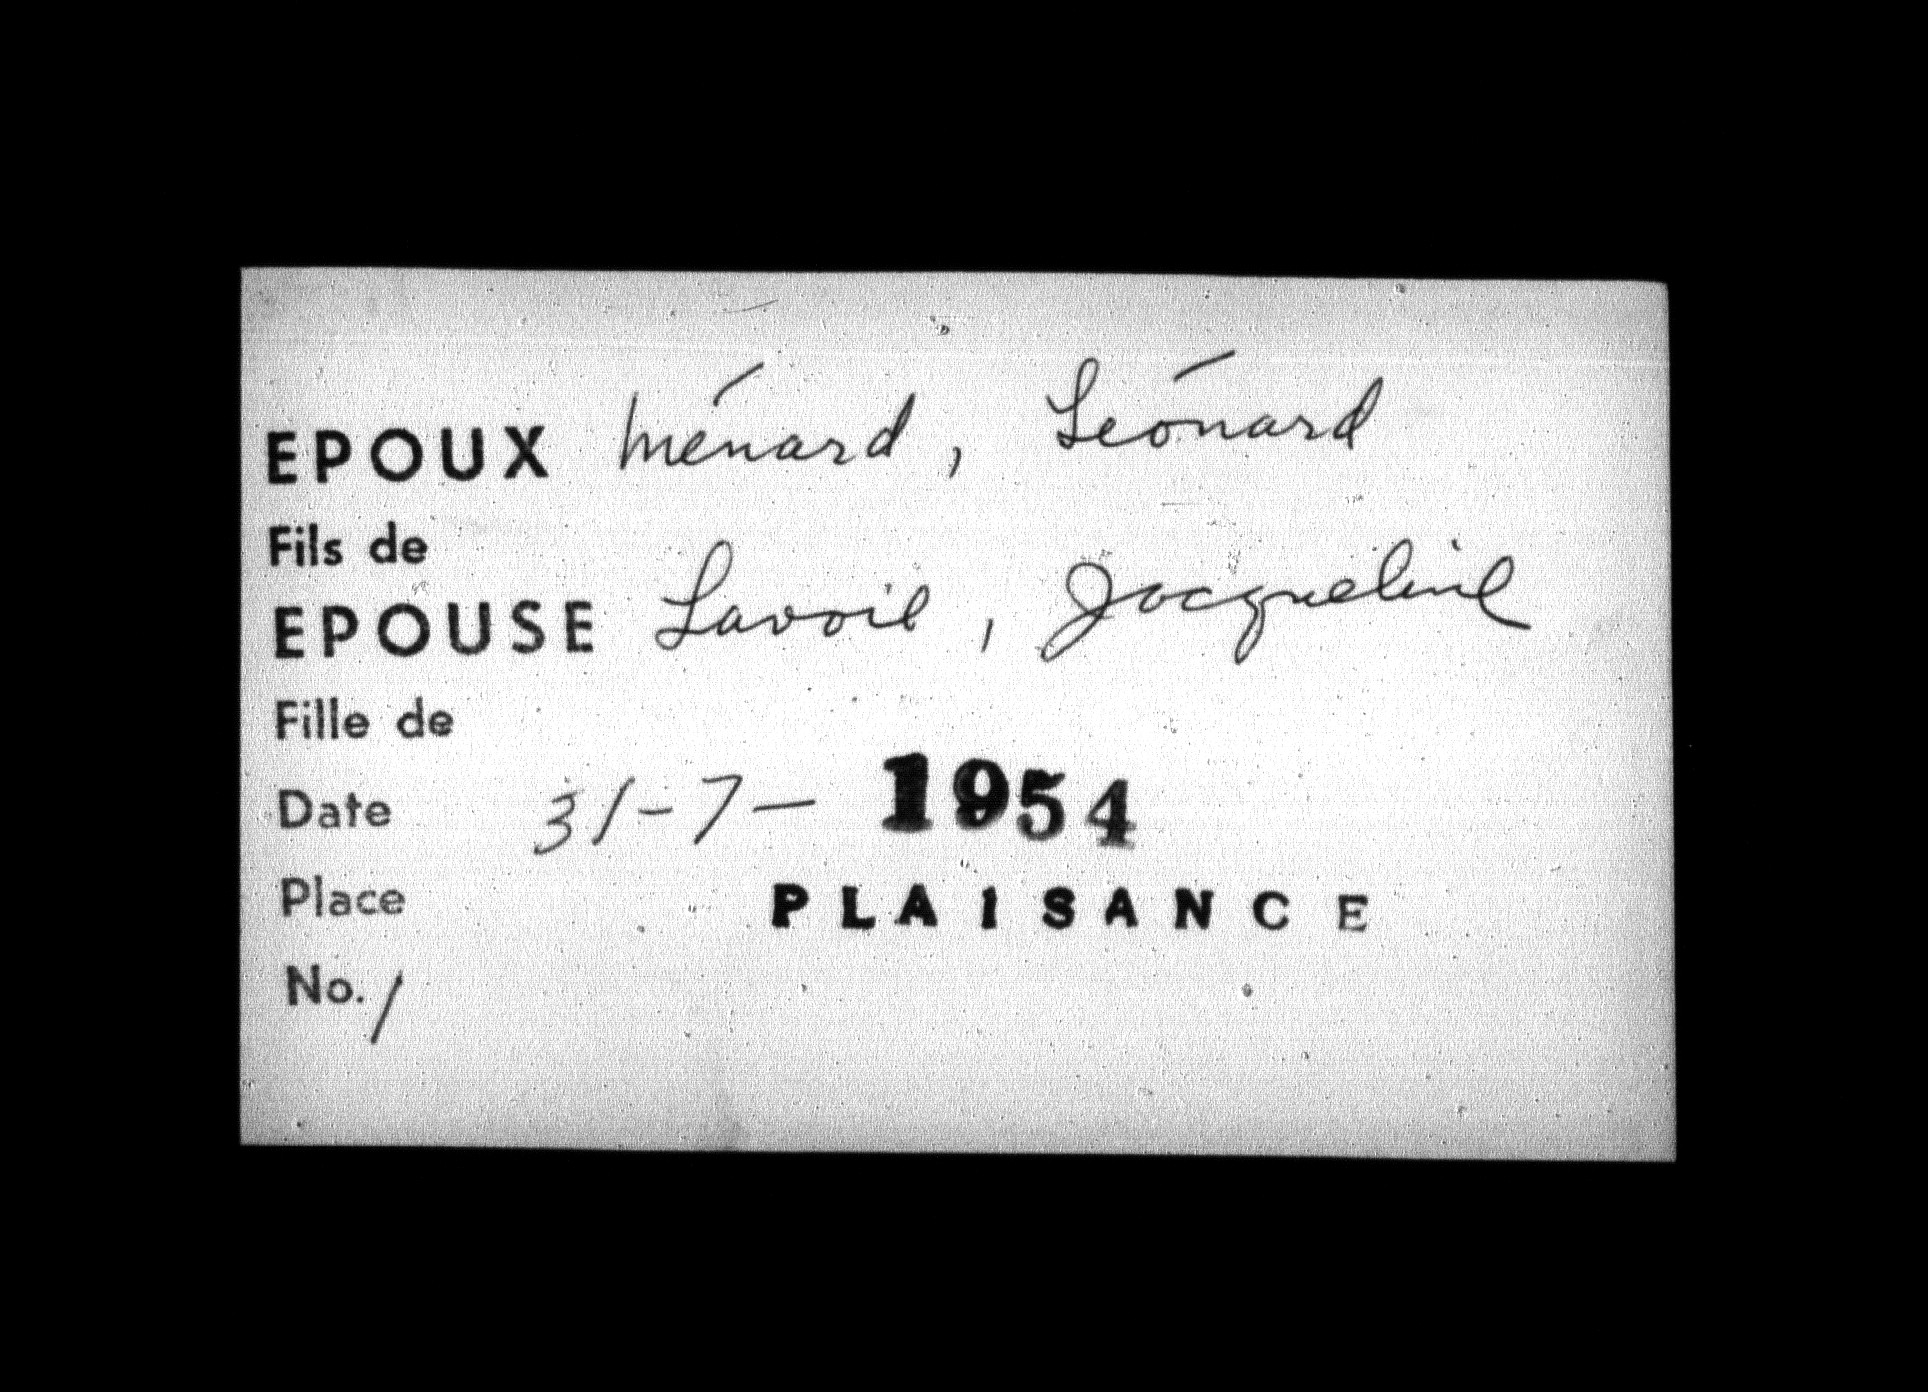 EPOUX Ménard, Léonard
Fils de
EPOUSE Lavoie, Jacqueline
Fille de
Date 31-7- 1954
Place PLAISANCE
No. 1